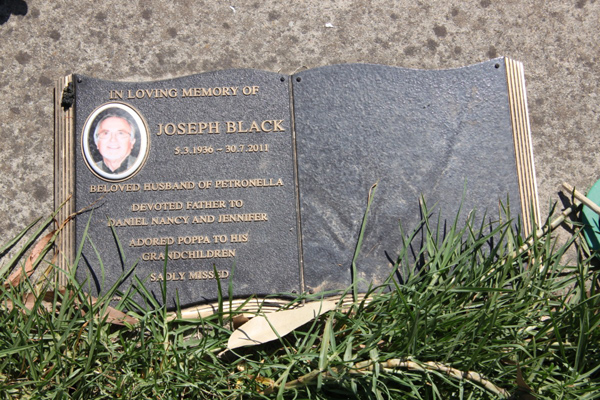 IN LOVING MEMORY OF
JOSEPH BLACK
5.3.1936 – 30.7.2011
BELOVED HUSBAND OF PETRONELLA
DEVOTED FATHER TO
DANIEL NANCY AND JENNIFER
ADORED POPPA TO HIS
GRANDCHILDREN
SADLY MISSED